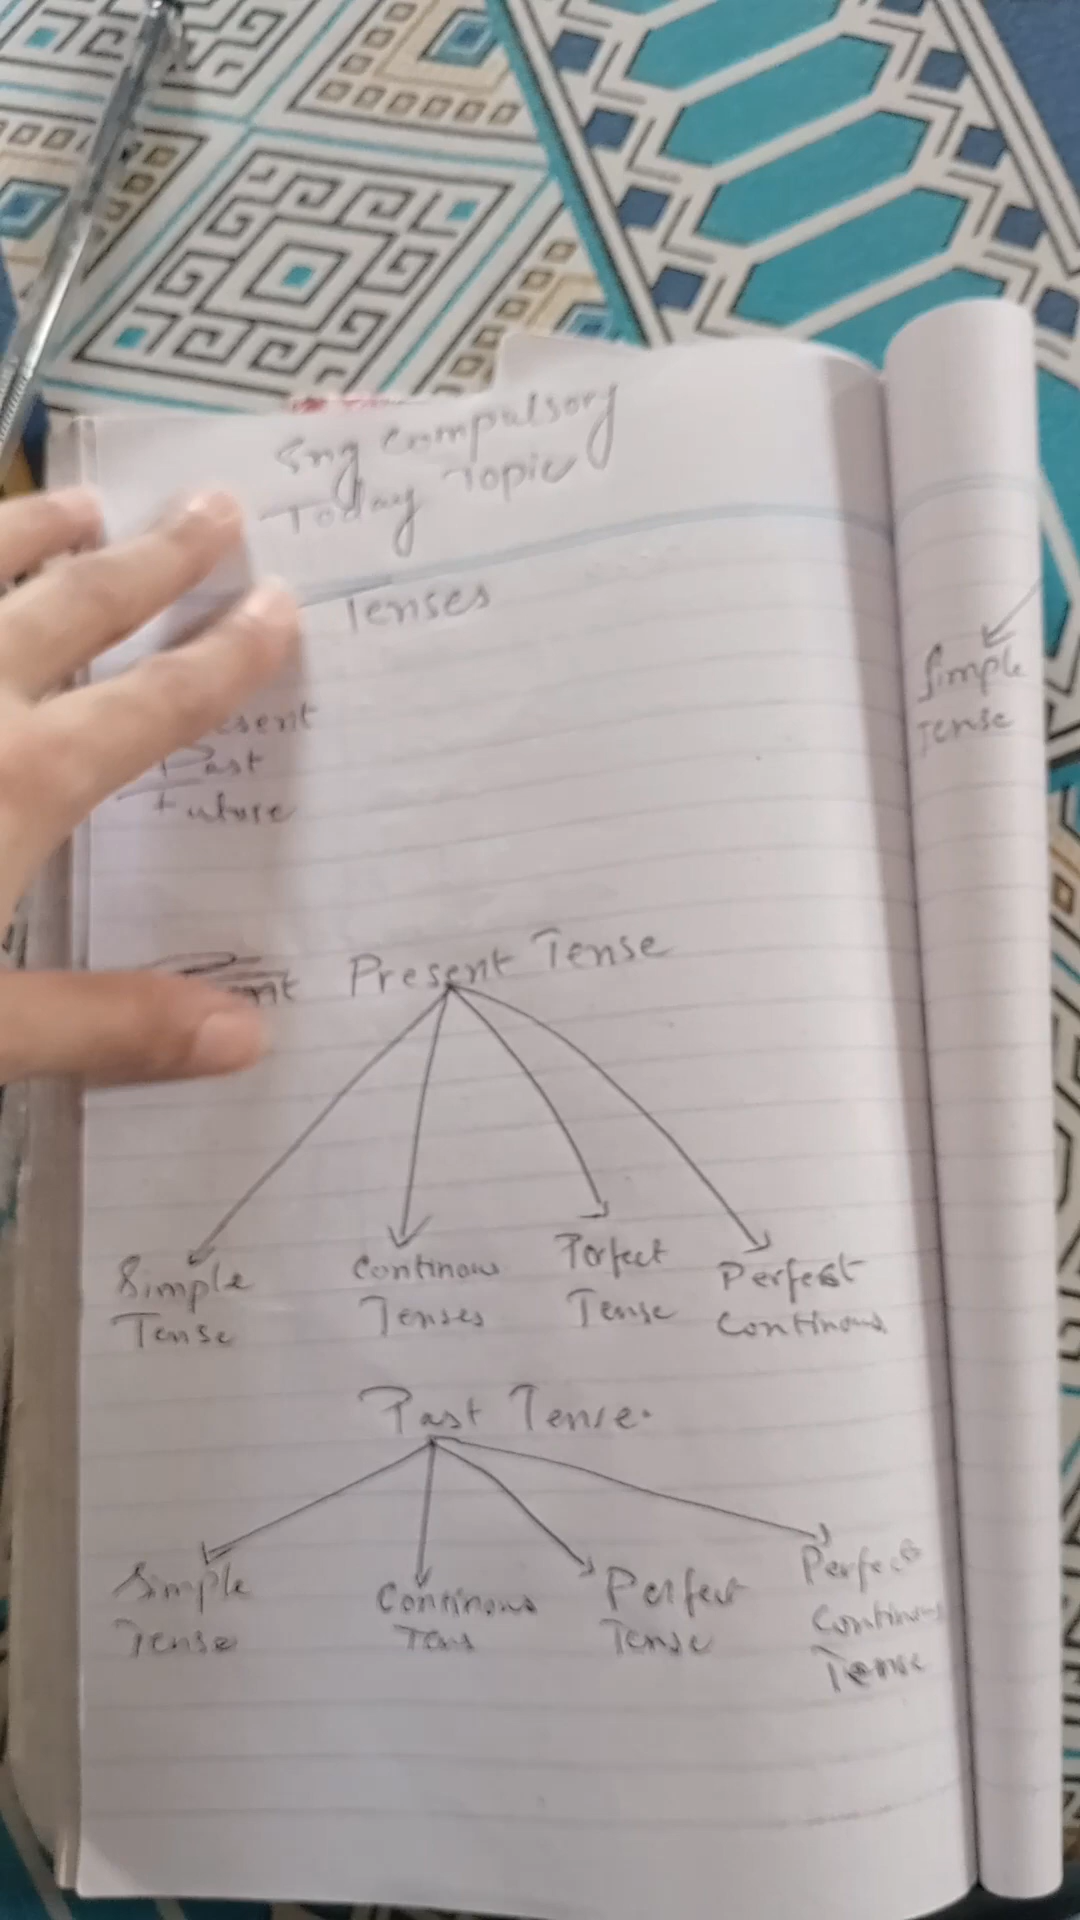 Eng Compulsory
Today Topic
Tenses
esent
Past
Future
Present Tense
Simple
Tense
Continous
Tenses
Perfect
Tense
Perfect
Continous
Past Tense.
Simple
Tense
Continous
Tens
Perfect
Tense
Perfect
Continous
Tense
Simple
Tense